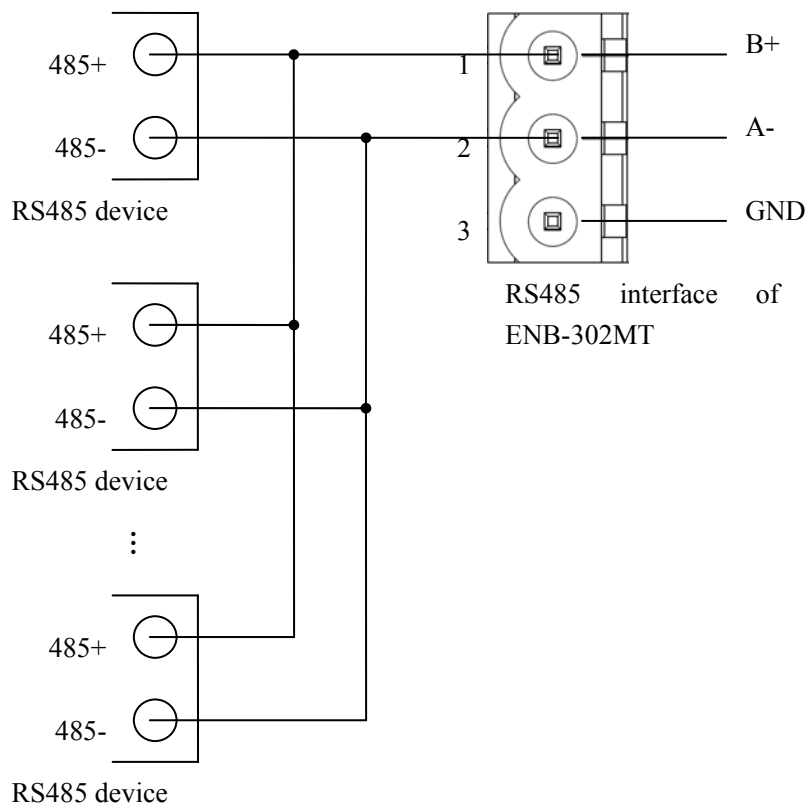 485+
485-
RS485 device
1
2
3
B+
A-
GND
RS485 interface of
ENB-302MT
485+
485-
RS485 device
⋮
485+
485-
RS485 device